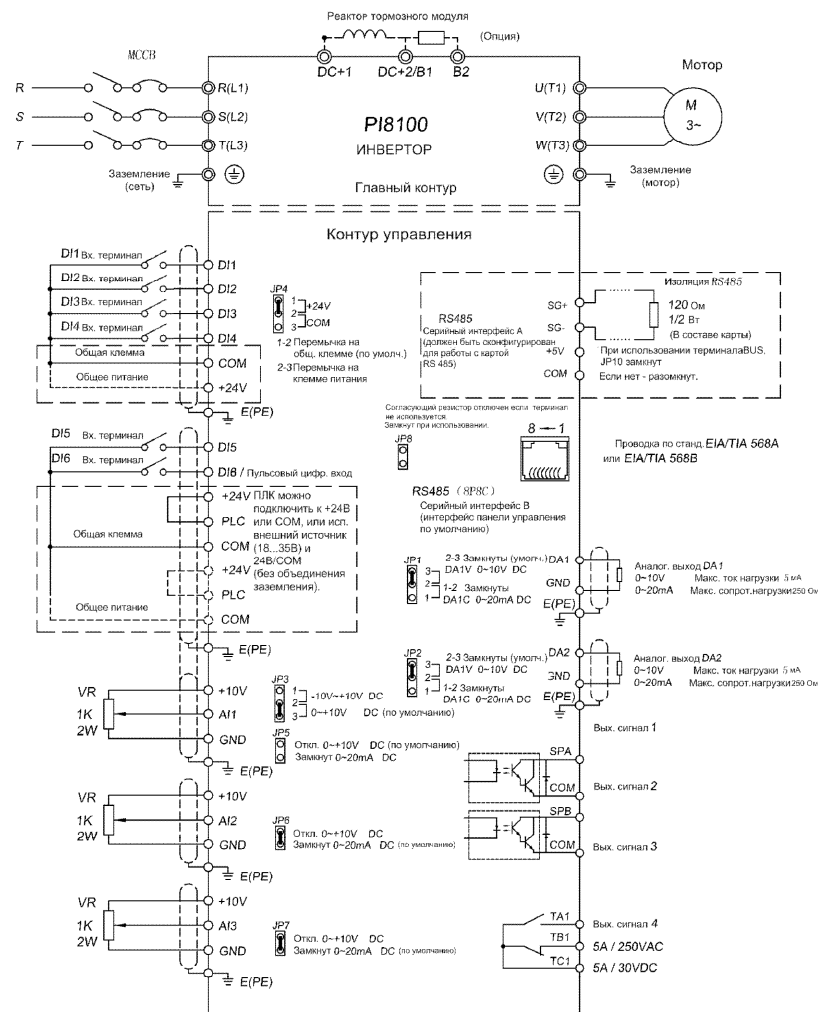 Реактор тормозного модуля
(Опция)
MCCB
DC+1
DC+2/B1
B2
Мотор
R
R(L1)
U(T1)
M
3~
S
S(L2)
PI8100
V(T2)
T
T(L3)
ИНВЕРТОР
W(T3)
Заземление
(сеть)
Главный контур
Заземление
(мотор)
Контур управления
DI1 Вх. терминал
DI1
DI2 Вх. терминал
DI2
DI3 Вх. терминал
DI3
DI4 Вх. терминал
DI4
Общая клемма
COM
Общее питание
+24V
E(PE)
JP4
1
2
3
+24V
COM
1-2 Перемычка на
общ. клемме (по умолч.)
2-3 Перемычка на
клемме питания
Изоляция RS485
SG+
SG-
+5V
COM
RS485
Серийный интерфейс A
(должен быть сконфигурирован
для работы с картой
RS 485)
120 Ом
1/2 Вт
(В составе карты)
При использовании терминалаBUS,
JP10 замкнут
Если нет - разомкнут.
Согласующий резистор отключен если терминал
не используется.
Замкнут при использовании.
JP8
8 ← 1
Проводка по станд. EIA/TIA 568A
или EIA/TIA 568B
RS485 (8P8C)
Серийный интерфейс B
(интерфейс панели управления
по умолчанию)
DI5 Вх. терминал
DI5
DI6 Вх. терминал
DI6 / Пульсовый цифр. вход
+24V
PLC
Общая клемма
COM
+24V
PLC
Общее питание
COM
E(PE)
ПЛК можно
подключить к +24В
или COM, или исп.
внешний источник
(18...35В) и
24В/COM
(без объединения
заземления).
JP1
3
2
1
2-3 Замкнуты (умолч.)
DA1V 0~10V DC
1-2 Замкнуты
DA1C 0~20mA DC
DA1
GND
E(PE)
Аналог. выход DA1
0~10V Макс. ток нагрузки 5 мА
0~20mA Макс. сопрот.нагрузки250 Ом
JP2
3
2
1
2-3 Замкнуты (умолч.)
DA1V 0~10V DC
1-2 Замкнуты
DA1C 0~20mA DC
DA2
GND
E(PE)
Аналог. выход DA2
0~10V Макс. ток нагрузки 5 мА
0~20mA Макс. сопрот.нагрузки250 Ом
VR
1K
2W
+10V
AI1
GND
E(PE)
JP3
1
2
3
-10V~+10V DC
0~+10V DC (по умолчанию)
JP5
Откл. 0~+10V DC (по умолчанию)
Замкнут 0~20mA DC
Вых. сигнал 1
SPA
COM
Вых. сигнал 2
SPB
COM
Вых. сигнал 3
VR
1K
2W
+10V
AI2
GND
E(PE)
JP6
Откл. 0~+10V DC
Замкнут 0~20mA DC (по умолчанию)
VR
1K
2W
+10V
AI3
GND
E(PE)
JP7
Откл. 0~+10V DC
Замкнут 0~20mA DC (по умолчанию)
TA1
Вых. сигнал 4
TB1
5A / 250VAC
TC1
5A / 30VDC